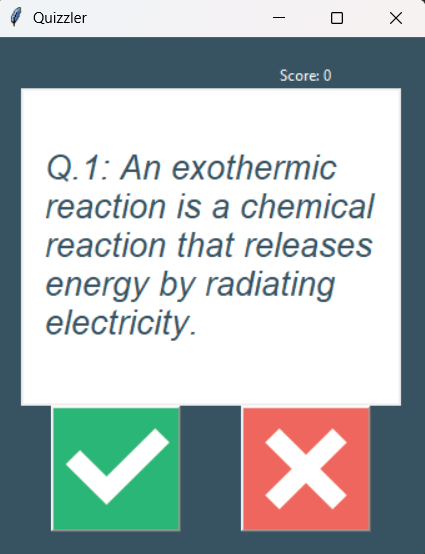 Quizzler
Score: 0
Q.1: An exothermic
reaction is a chemical
reaction that releases
energy by radiating
electricity.